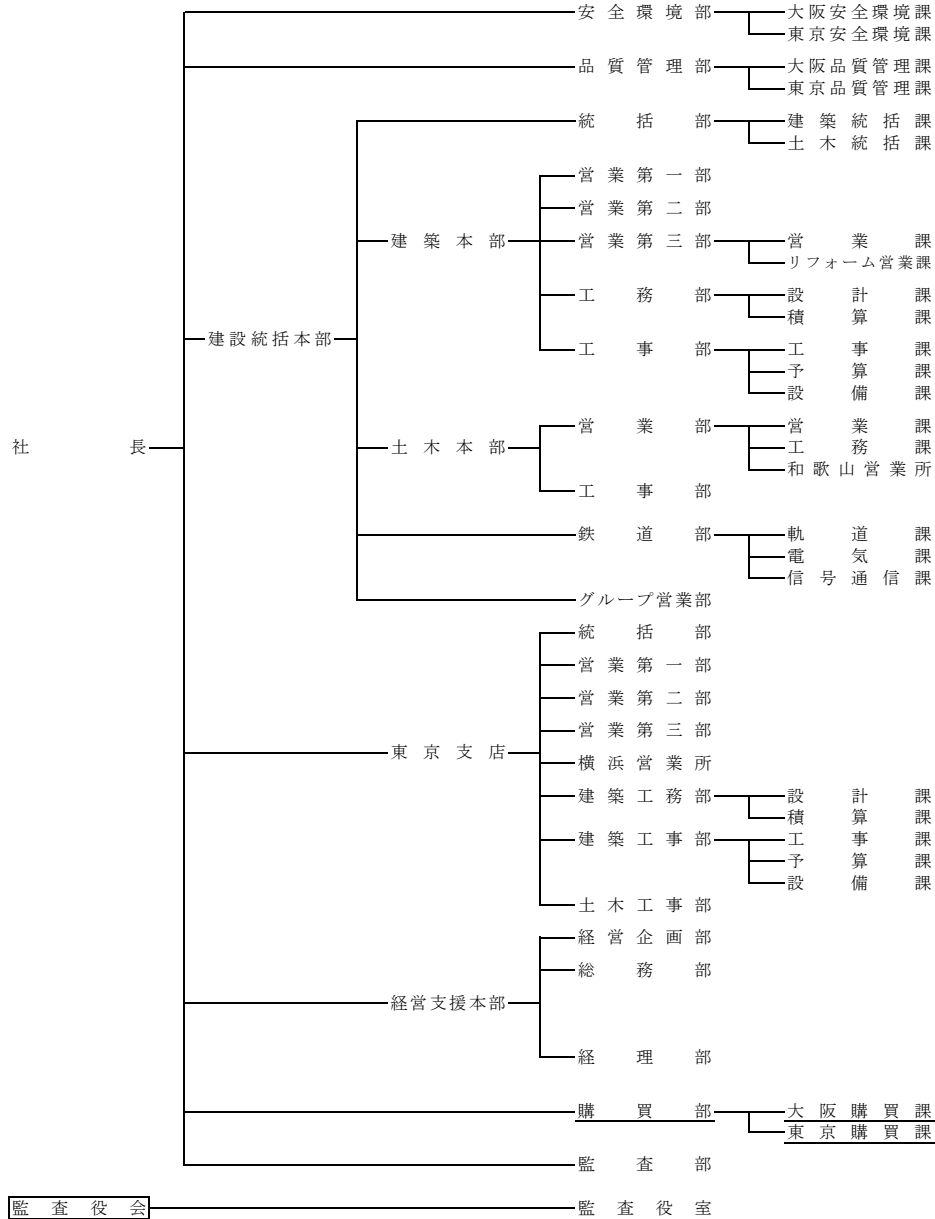 安全環境部 大阪安全環境課
東京安全環境課
品質管理部 大阪品質管理課
東京品質管理課
統括部 建築統括課
土木統括課
営業第一部
営業第二部
建築本部 営業第三部 営業課
リフォーム営業課
工務部 設計課
積算課
建設統括本部
工事部 工事課
予算課
設備課
営業部 営業課
社長 土木本部 工務課
和歌山営業所
工事部
鉄道部 軌道課
電気課
信号通信課
グループ営業部
統括部
営業第一部
営業第二部
営業第三部
東京支店
横浜営業所
建築工務部 設計課
積算課
建築工事部 工事課
予算課
設備課
土木工事部
経営企画部
総務部
経営支援本部
経理部
購買部 大阪購買課
東京購買課
監査部
監査役会 監査役室